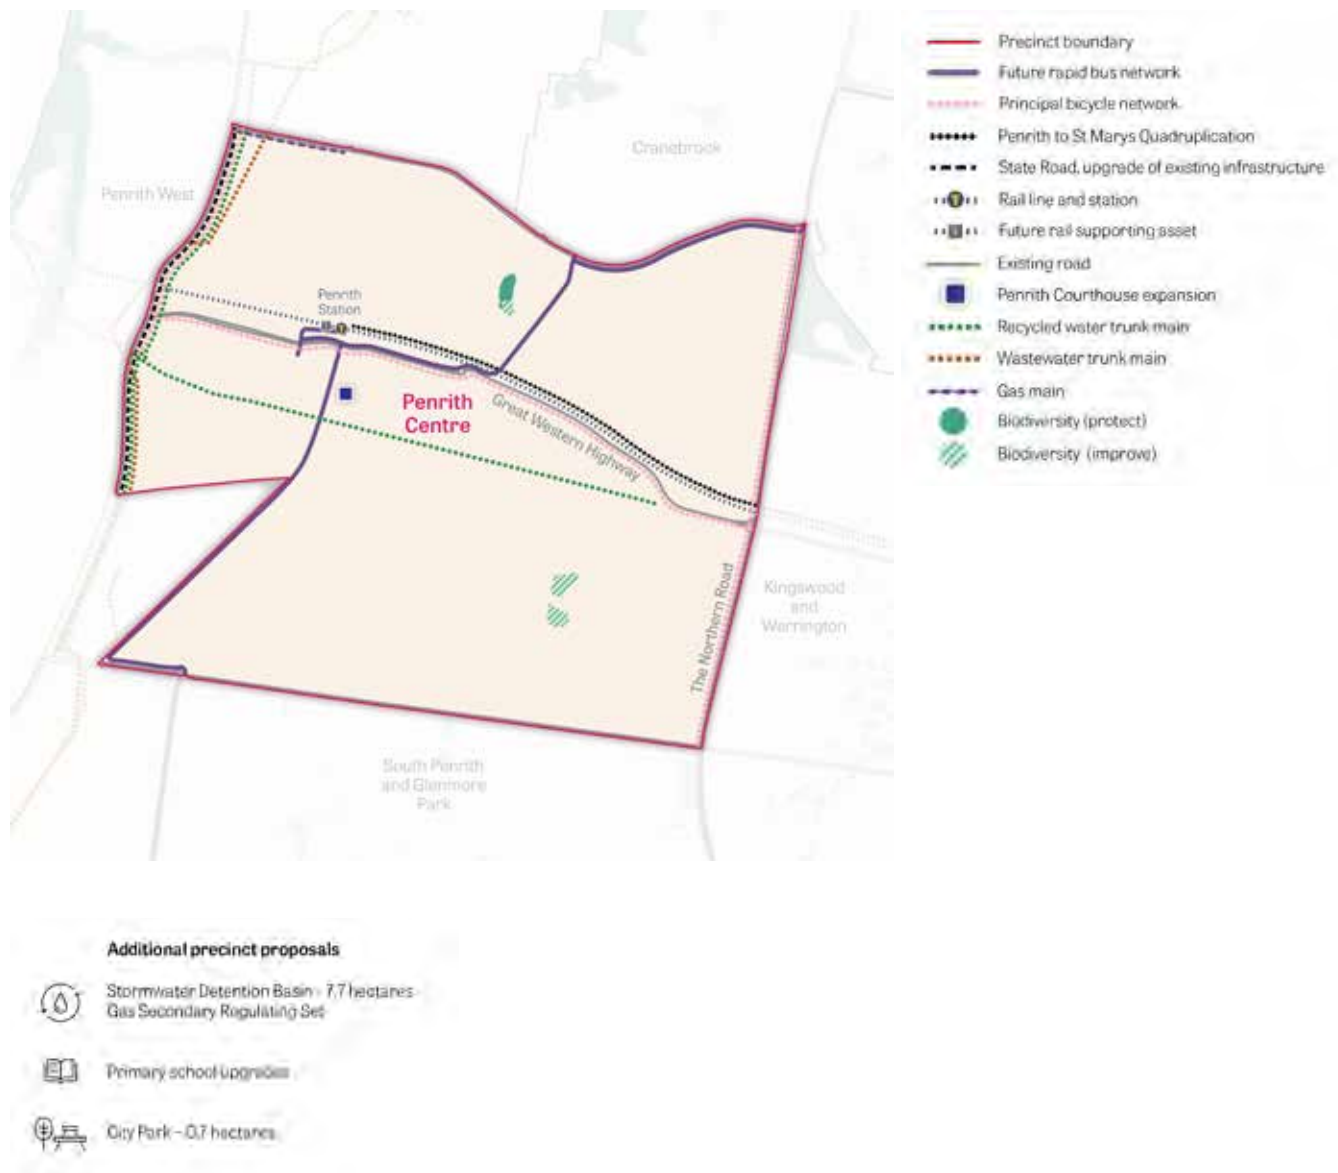 Cranebrook
Penrith West
Penrith
Station
Penrith
Centre
Great Western Highway
The Northern Road
Kingswood
and
Werrington
South Penrith
and Glenmore
Park
Precinct boundary
Future rapid bus network
Principal bicycle network
Penrith to St Marys Quadruplication
State Road, upgrade of existing infrastructure
Rail line and station
Future rail supporting asset
Existing road
Penrith Courthouse expansion
Recycled water trunk main
Wastewater trunk main
Gas main
Biodiversity (protect)
Biodiversity (improve)
Additional precinct proposals
Stormwater Detention Basin - 7.7 hectares
Gas Secondary Regulating Set
Primary school upgrades
City Park - 0.7 hectares